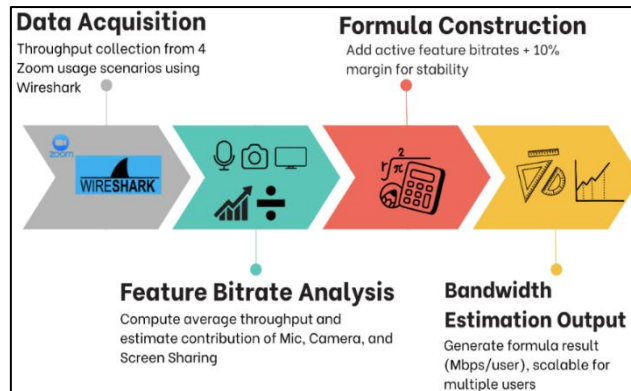 Data Acquisition
Throughput collection from 4
Zoom usage scenarios using
Wireshark
Formula Construction
Add active feature bitrates + 10%
margin for stability
zoom
WIRESHARK
2
r
π
Feature Bitrate Analysis
Compute average throughput and
estimate contribution of Mic, Camera, and
Screen Sharing
Bandwidth
Estimation Output
Generate formula result
(Mbps/user), scalable for
multiple users